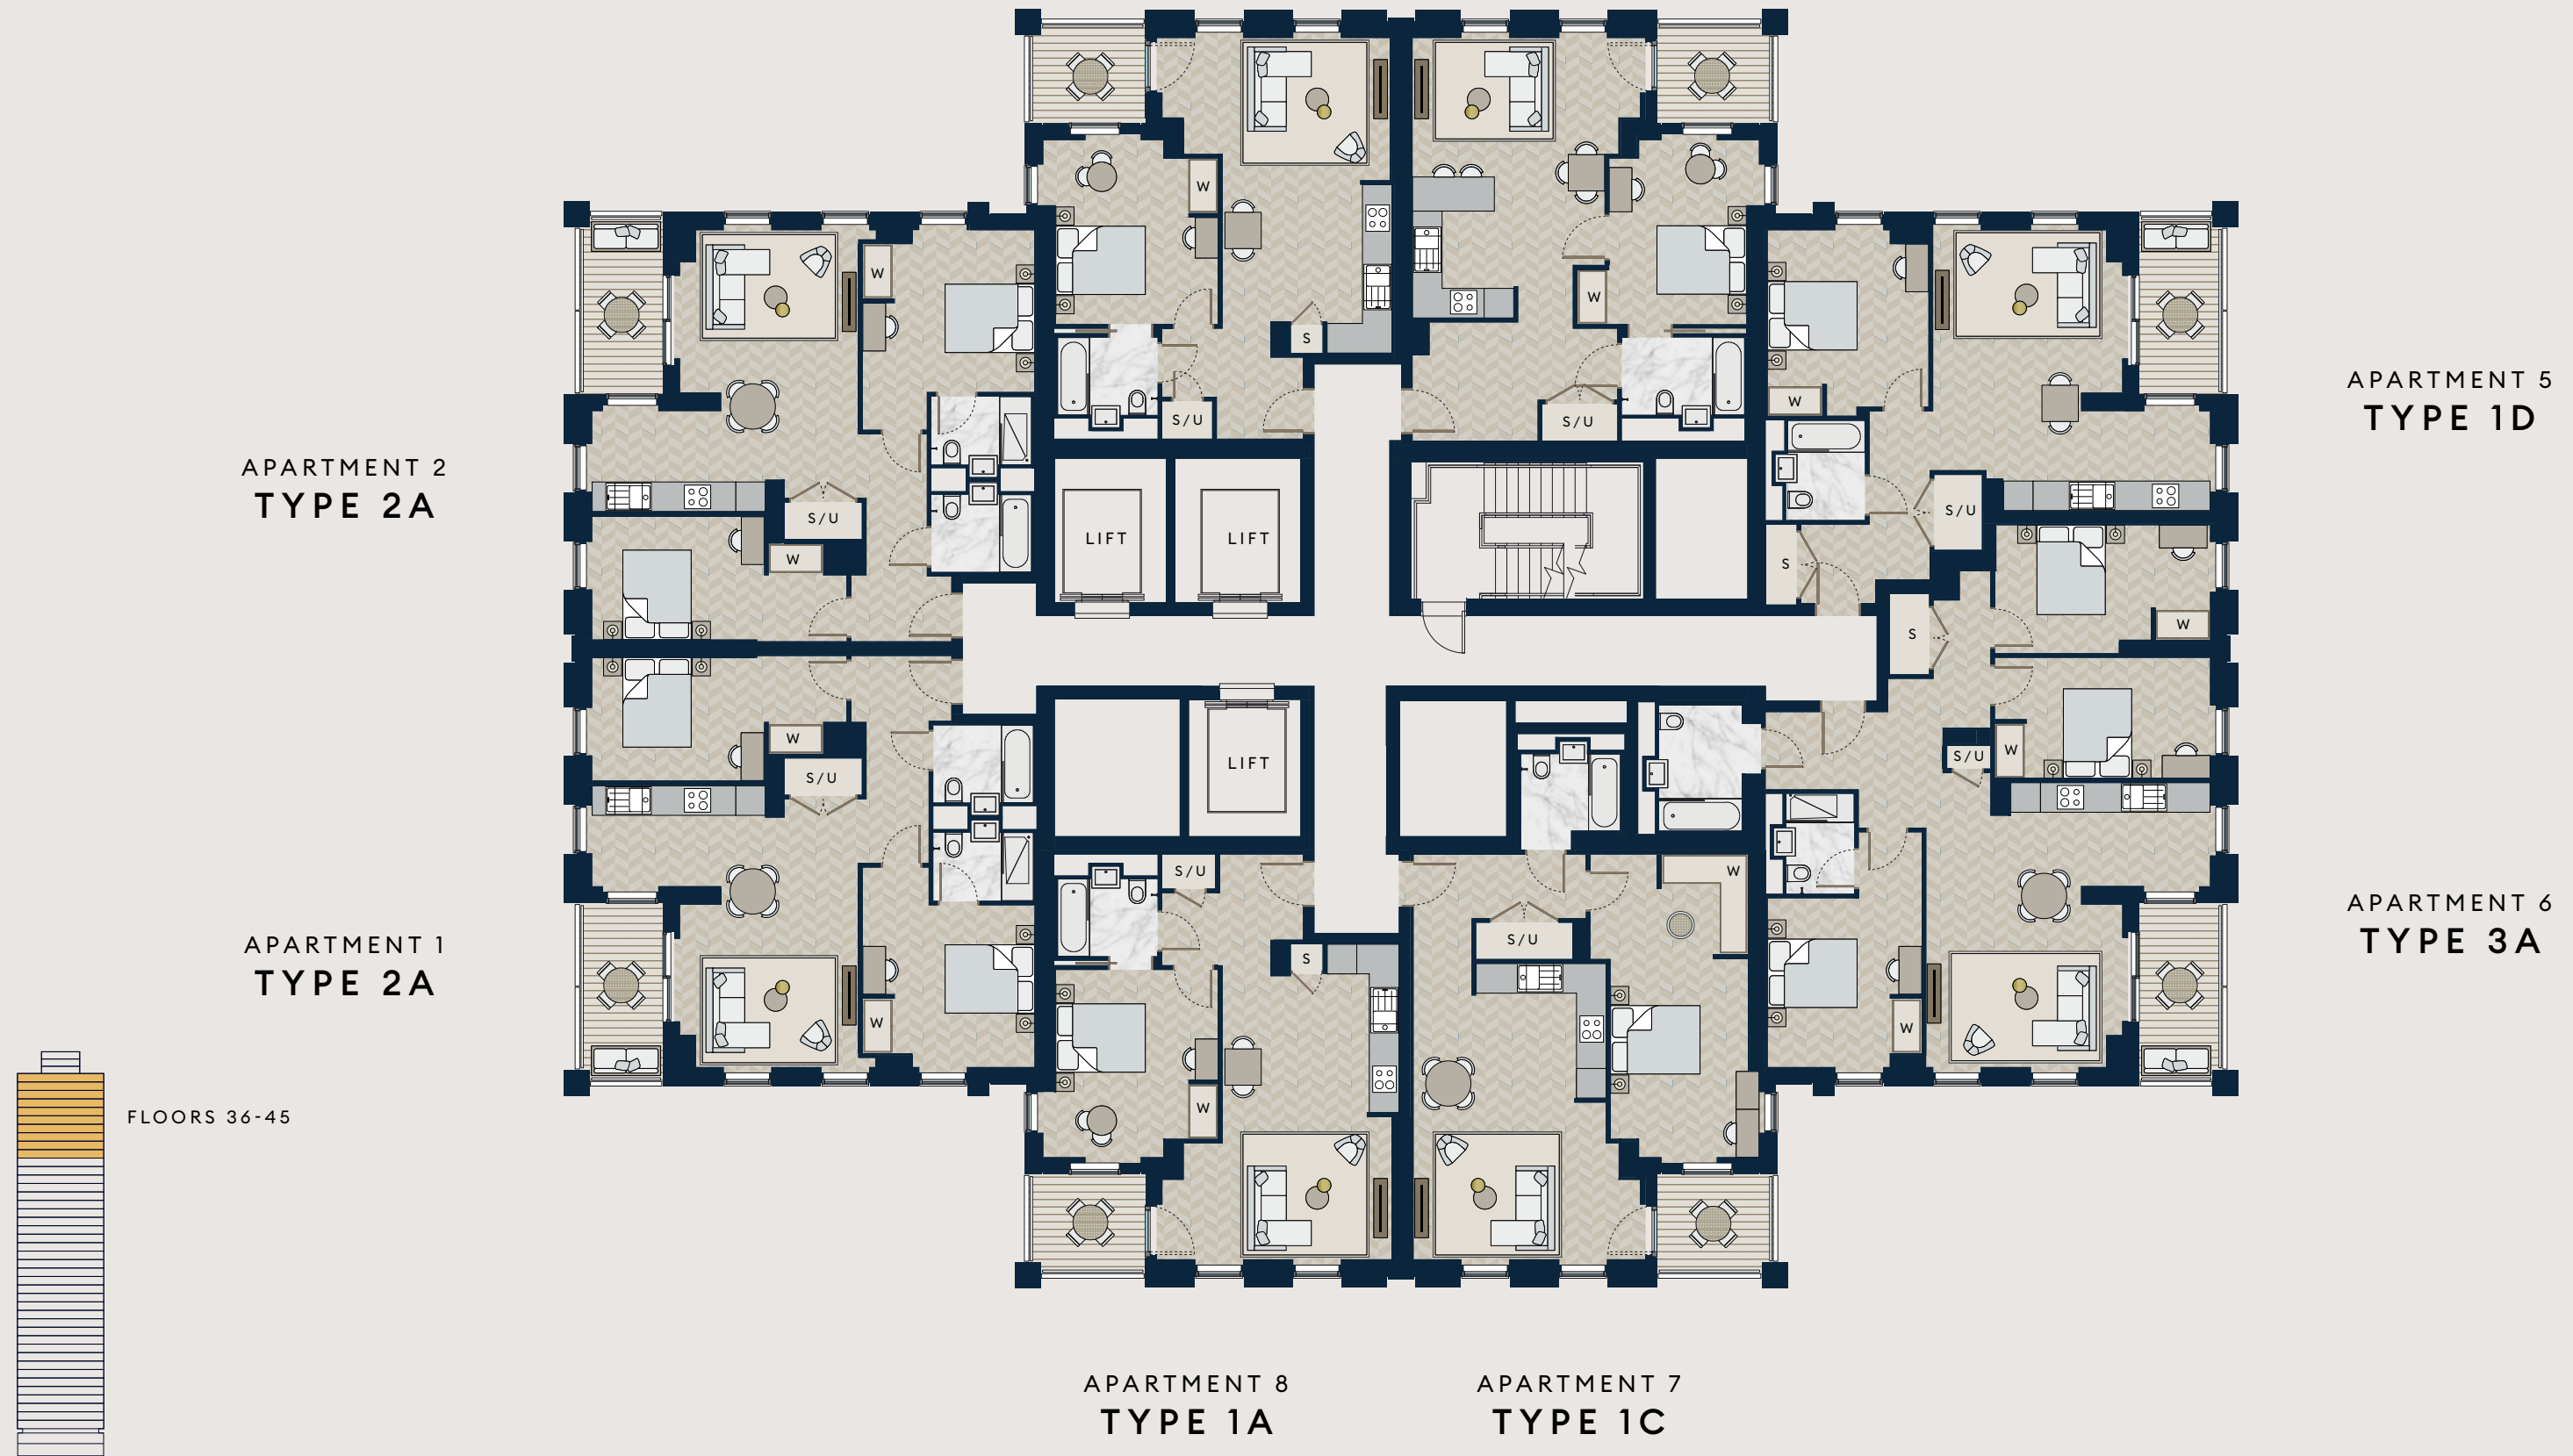 W
W
W
W
S
S/U
S/U
APARTMENT 5
TYPE 1D
W
APARTMENT 2
TYPE 2A
S/U
W
LIFT
LIFT
S/U
S
S
W
W
S/U
LIFT
S/U
W
S/U
W
S/U
W
APARTMENT 6
TYPE 3A
APARTMENT 1
TYPE 2A
S
S/U
W
W
W
FLOORS 36-45
APARTMENT 8
TYPE 1A
APARTMENT 7
TYPE 1C